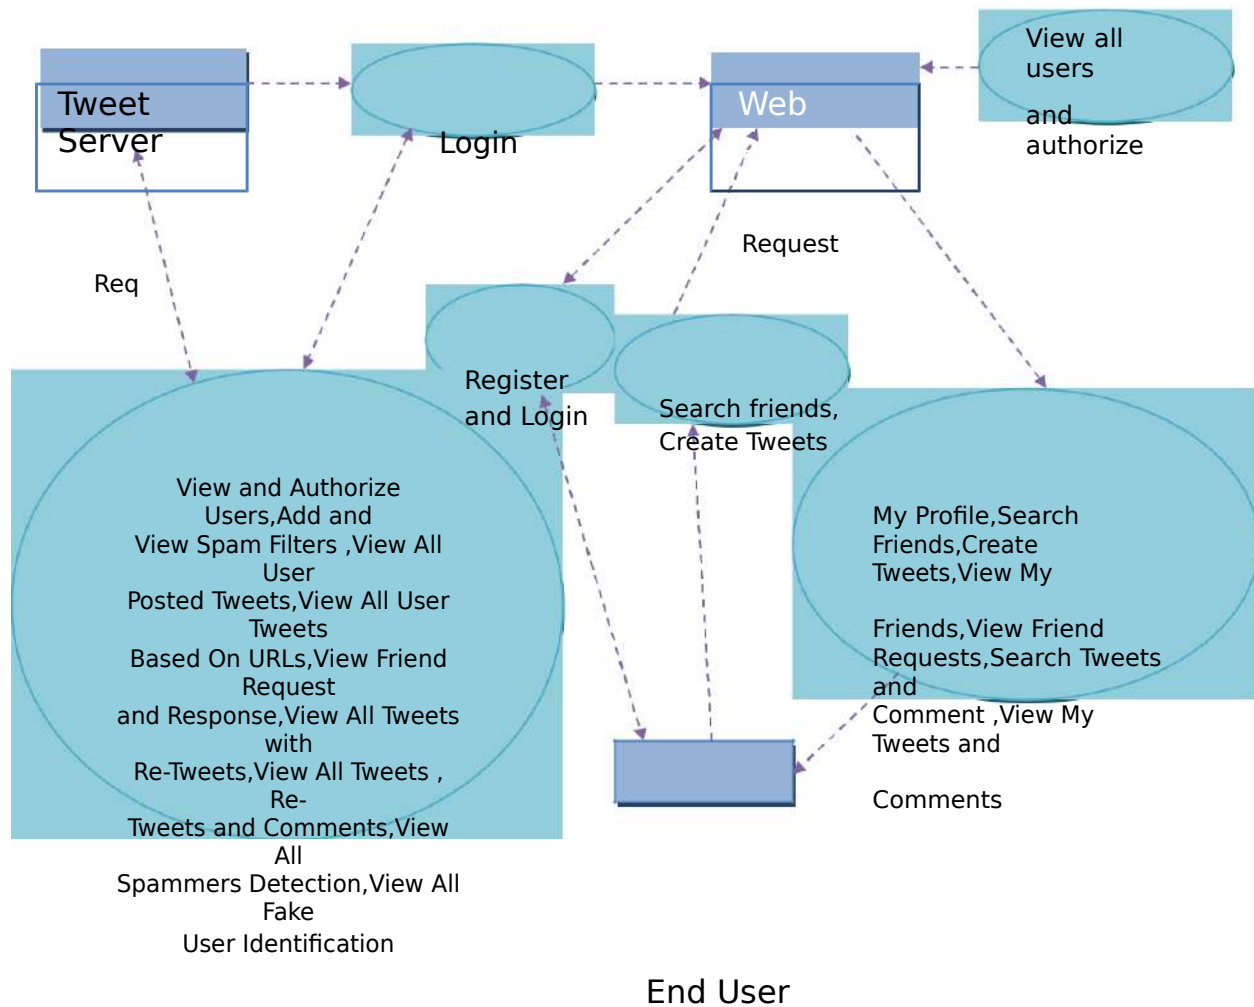 View all
users
and
authorize
Tweet
Server
Login
Web
Request
Req
Register
and Login
Search friends,
Create Tweets
View and Authorize
Users,Add and
View Spam Filters ,View All
User
Posted Tweets,View All User
Tweets
Based On URLs,View Friend
Request
and Response,View All Tweets
with
Re-Tweets,View All Tweets ,
Re-
Tweets and Comments,View
All
Spammers Detection,View All
Fake
User Identification
My Profile,Search
Friends,Create
Tweets,View My
Friends,View Friend
Requests,Search Tweets
and
Comment ,View My
Tweets and
Comments
End User